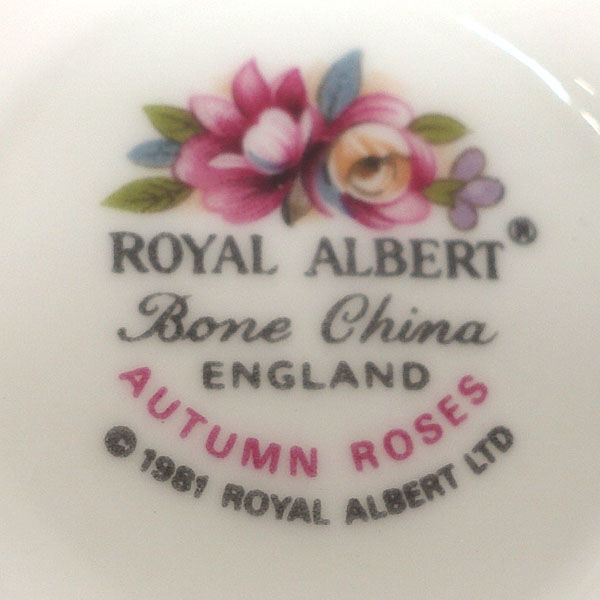 ROYAL ALBERT®
Bone China
ENGLAND
AUTUMN ROSES
© 1981 ROYAL ALBERT LTD